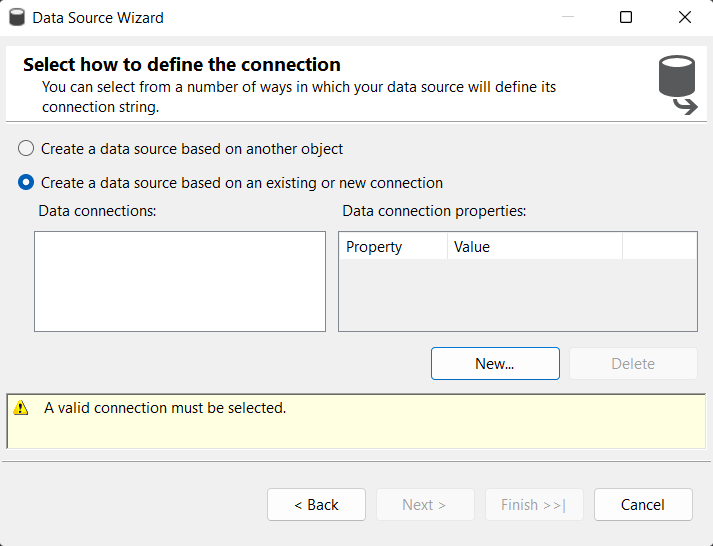 Data Source Wizard
Select how to define the connection
You can select from a number of ways in which your data source will define its
connection string.
Create a data source based on another object
Create a data source based on an existing or new connection
Data connections:
Data connection properties:
Property Value
New... Delete
A valid connection must be selected.
< Back Next > Finish >>| Cancel